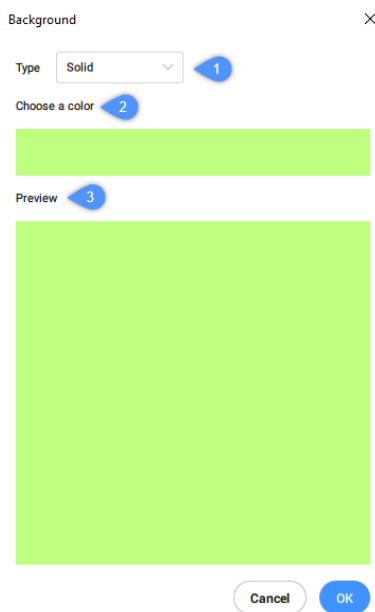 Background
Type Solid 1
Choose a color 2
Preview 3
Cancel OK